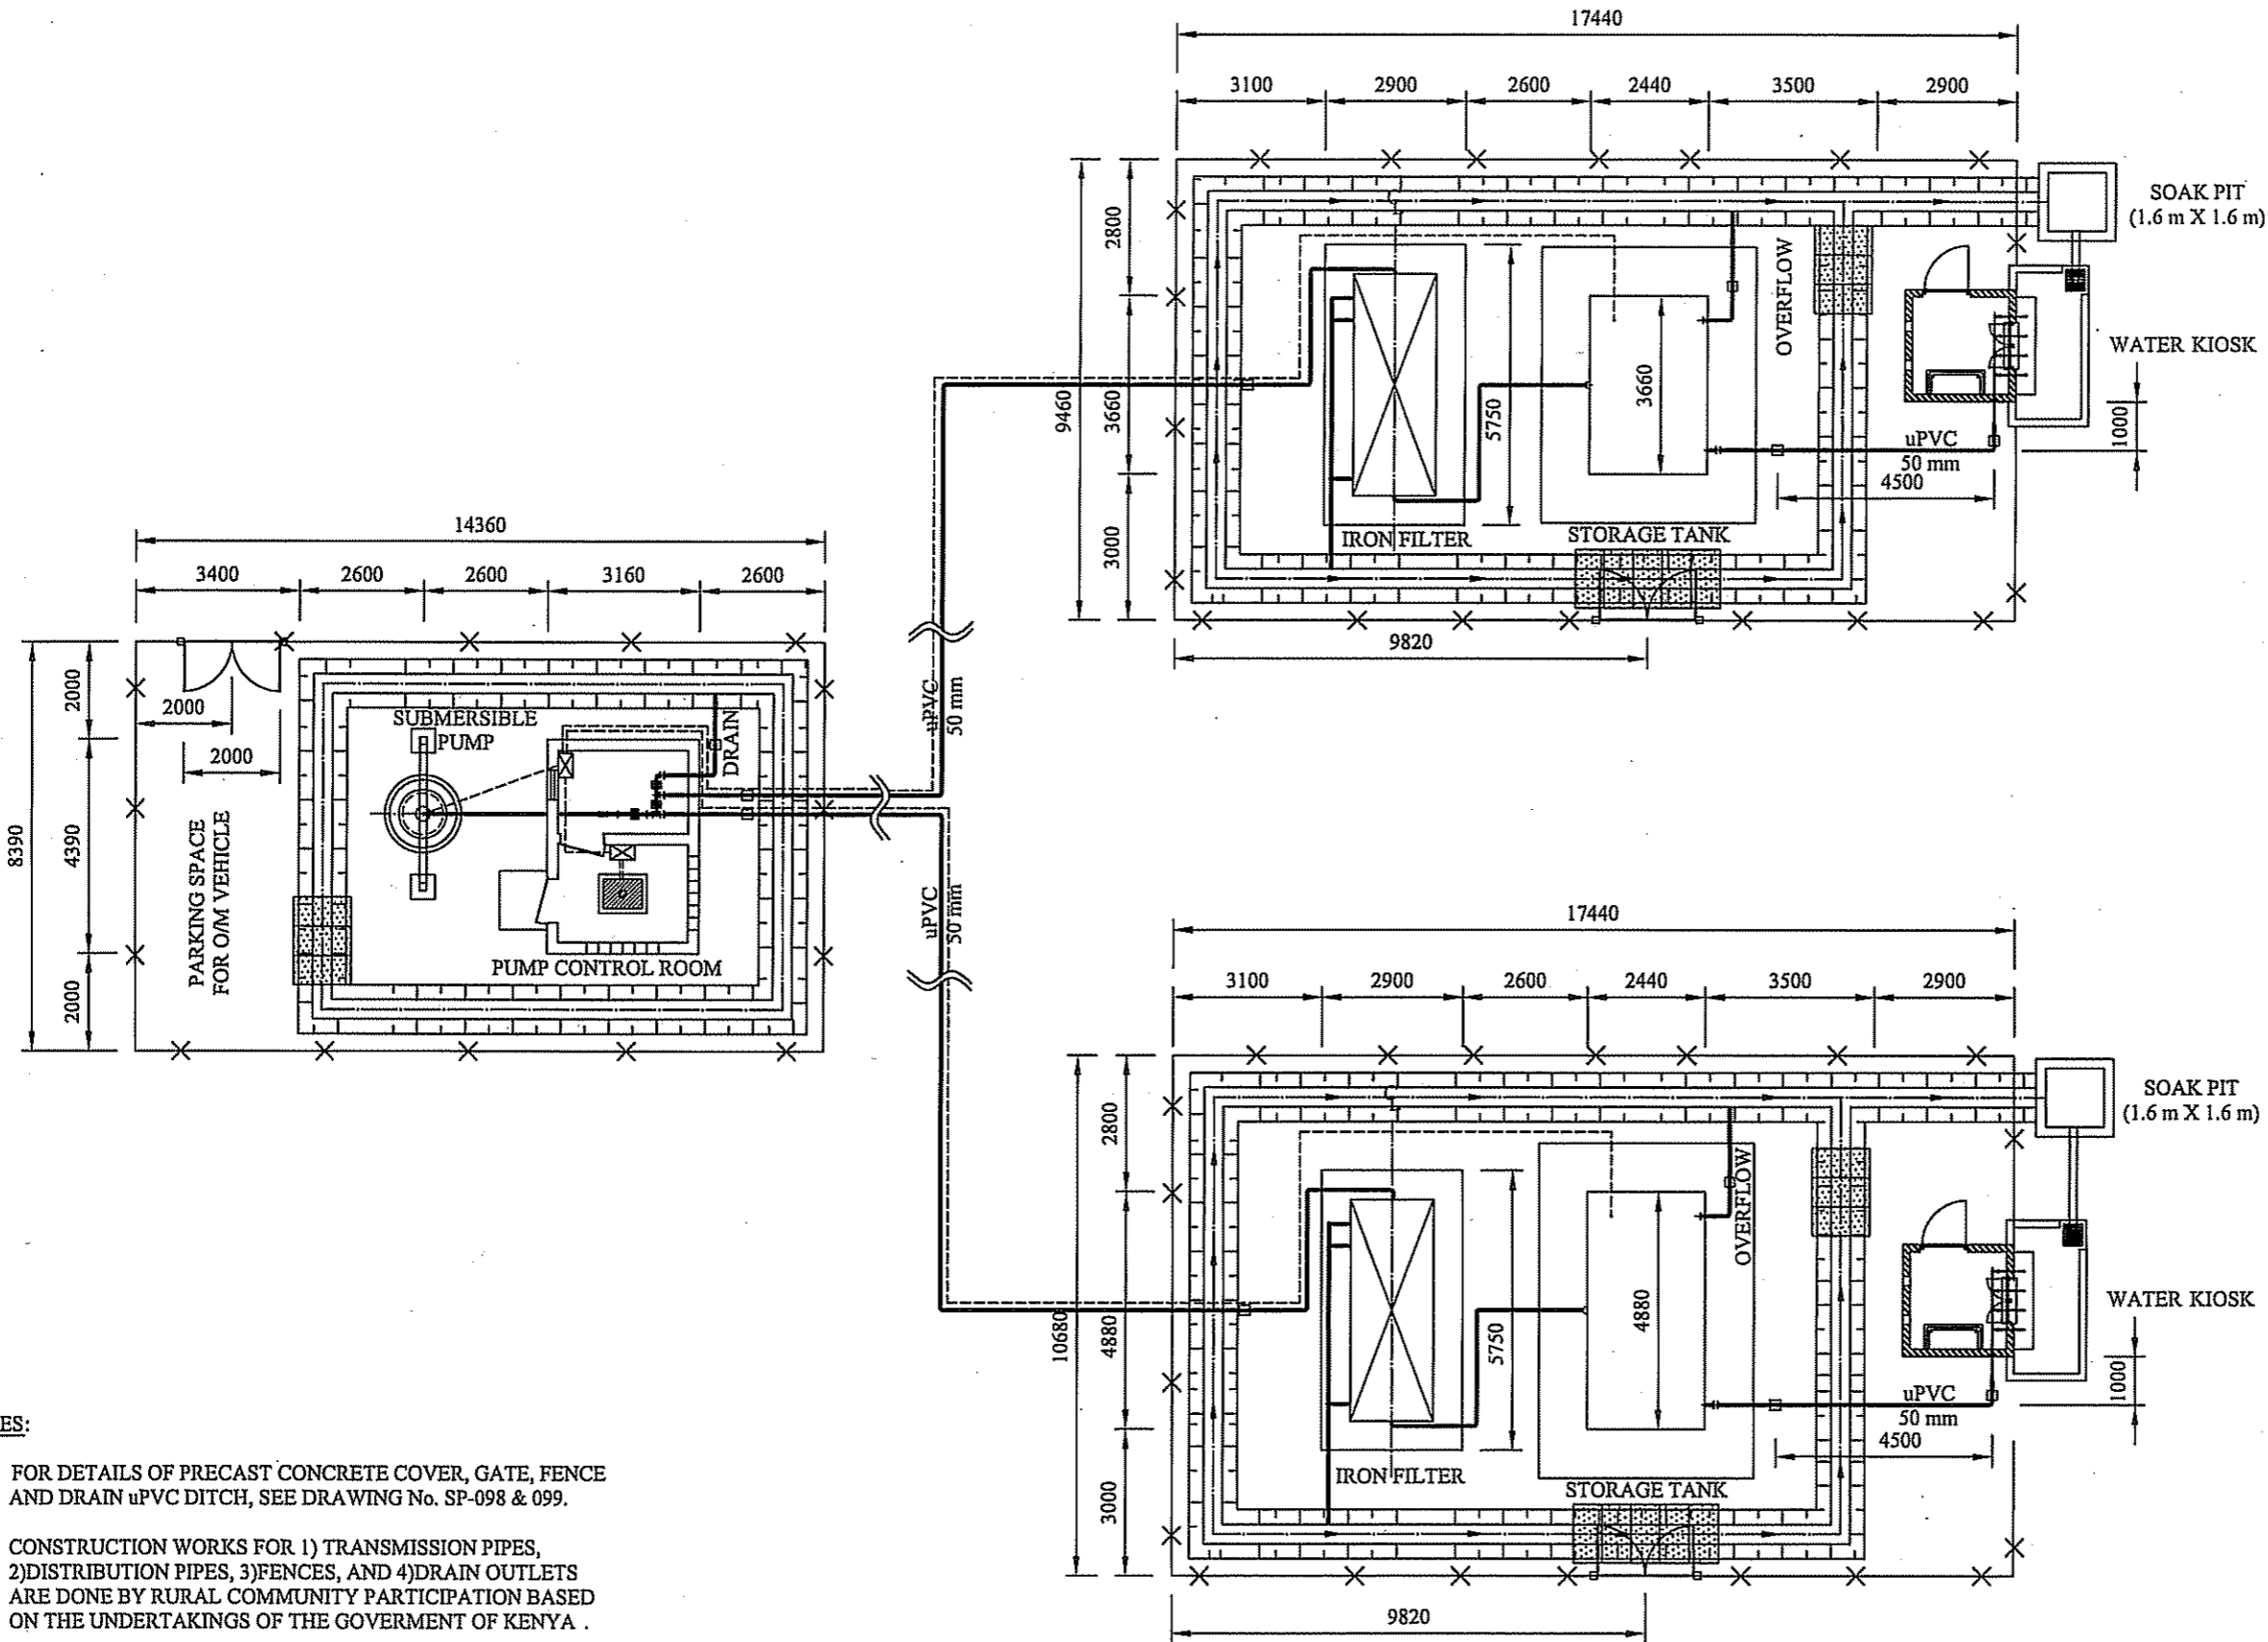 17440
3100 2900 2600 2440 3500 2900
SOAK PIT
(1.6 m X 1.6 m)
2800
OVERFLOW
WATER KIOSK
9460
3660
3660
5750
1000
uPVC
50 mm
4500
3000
IRON FILTER
STORAGE TANK
9820
14360
3400 2600 2600 3160 2600
2000
2000
2000
SUBMERSIBLE
PUMP
DRAIN
uPVC
50 mm
8390
4390
PARKING SPACE
FOR O/M VEHICLE
uPVC
50 mm
PUMP CONTROL ROOM
2000
17440
3100 2900 2600 2440 3500 2900
SOAK PIT
(1.6 m X 1.6 m)
2800
OVERFLOW
WATER KIOSK
10680
4880
4880
5750
1000
uPVC
50 mm
4500
3000
IRON FILTER
STORAGE TANK
9820
ES:
FOR DETAILS OF PRECAST CONCRETE COVER, GATE, FENCE
AND DRAIN uPVC DITCH, SEE DRAWING No. SP-098 & 099.
CONSTRUCTION WORKS FOR 1) TRANSMISSION PIPES,
2)DISTRIBUTION PIPES, 3)FENCES, AND 4)DRAIN OUTLETS
ARE DONE BY RURAL COMMUNITY PARTICIPATION BASED
ON THE UNDERTAKINGS OF THE GOVERMENT OF KENYA .